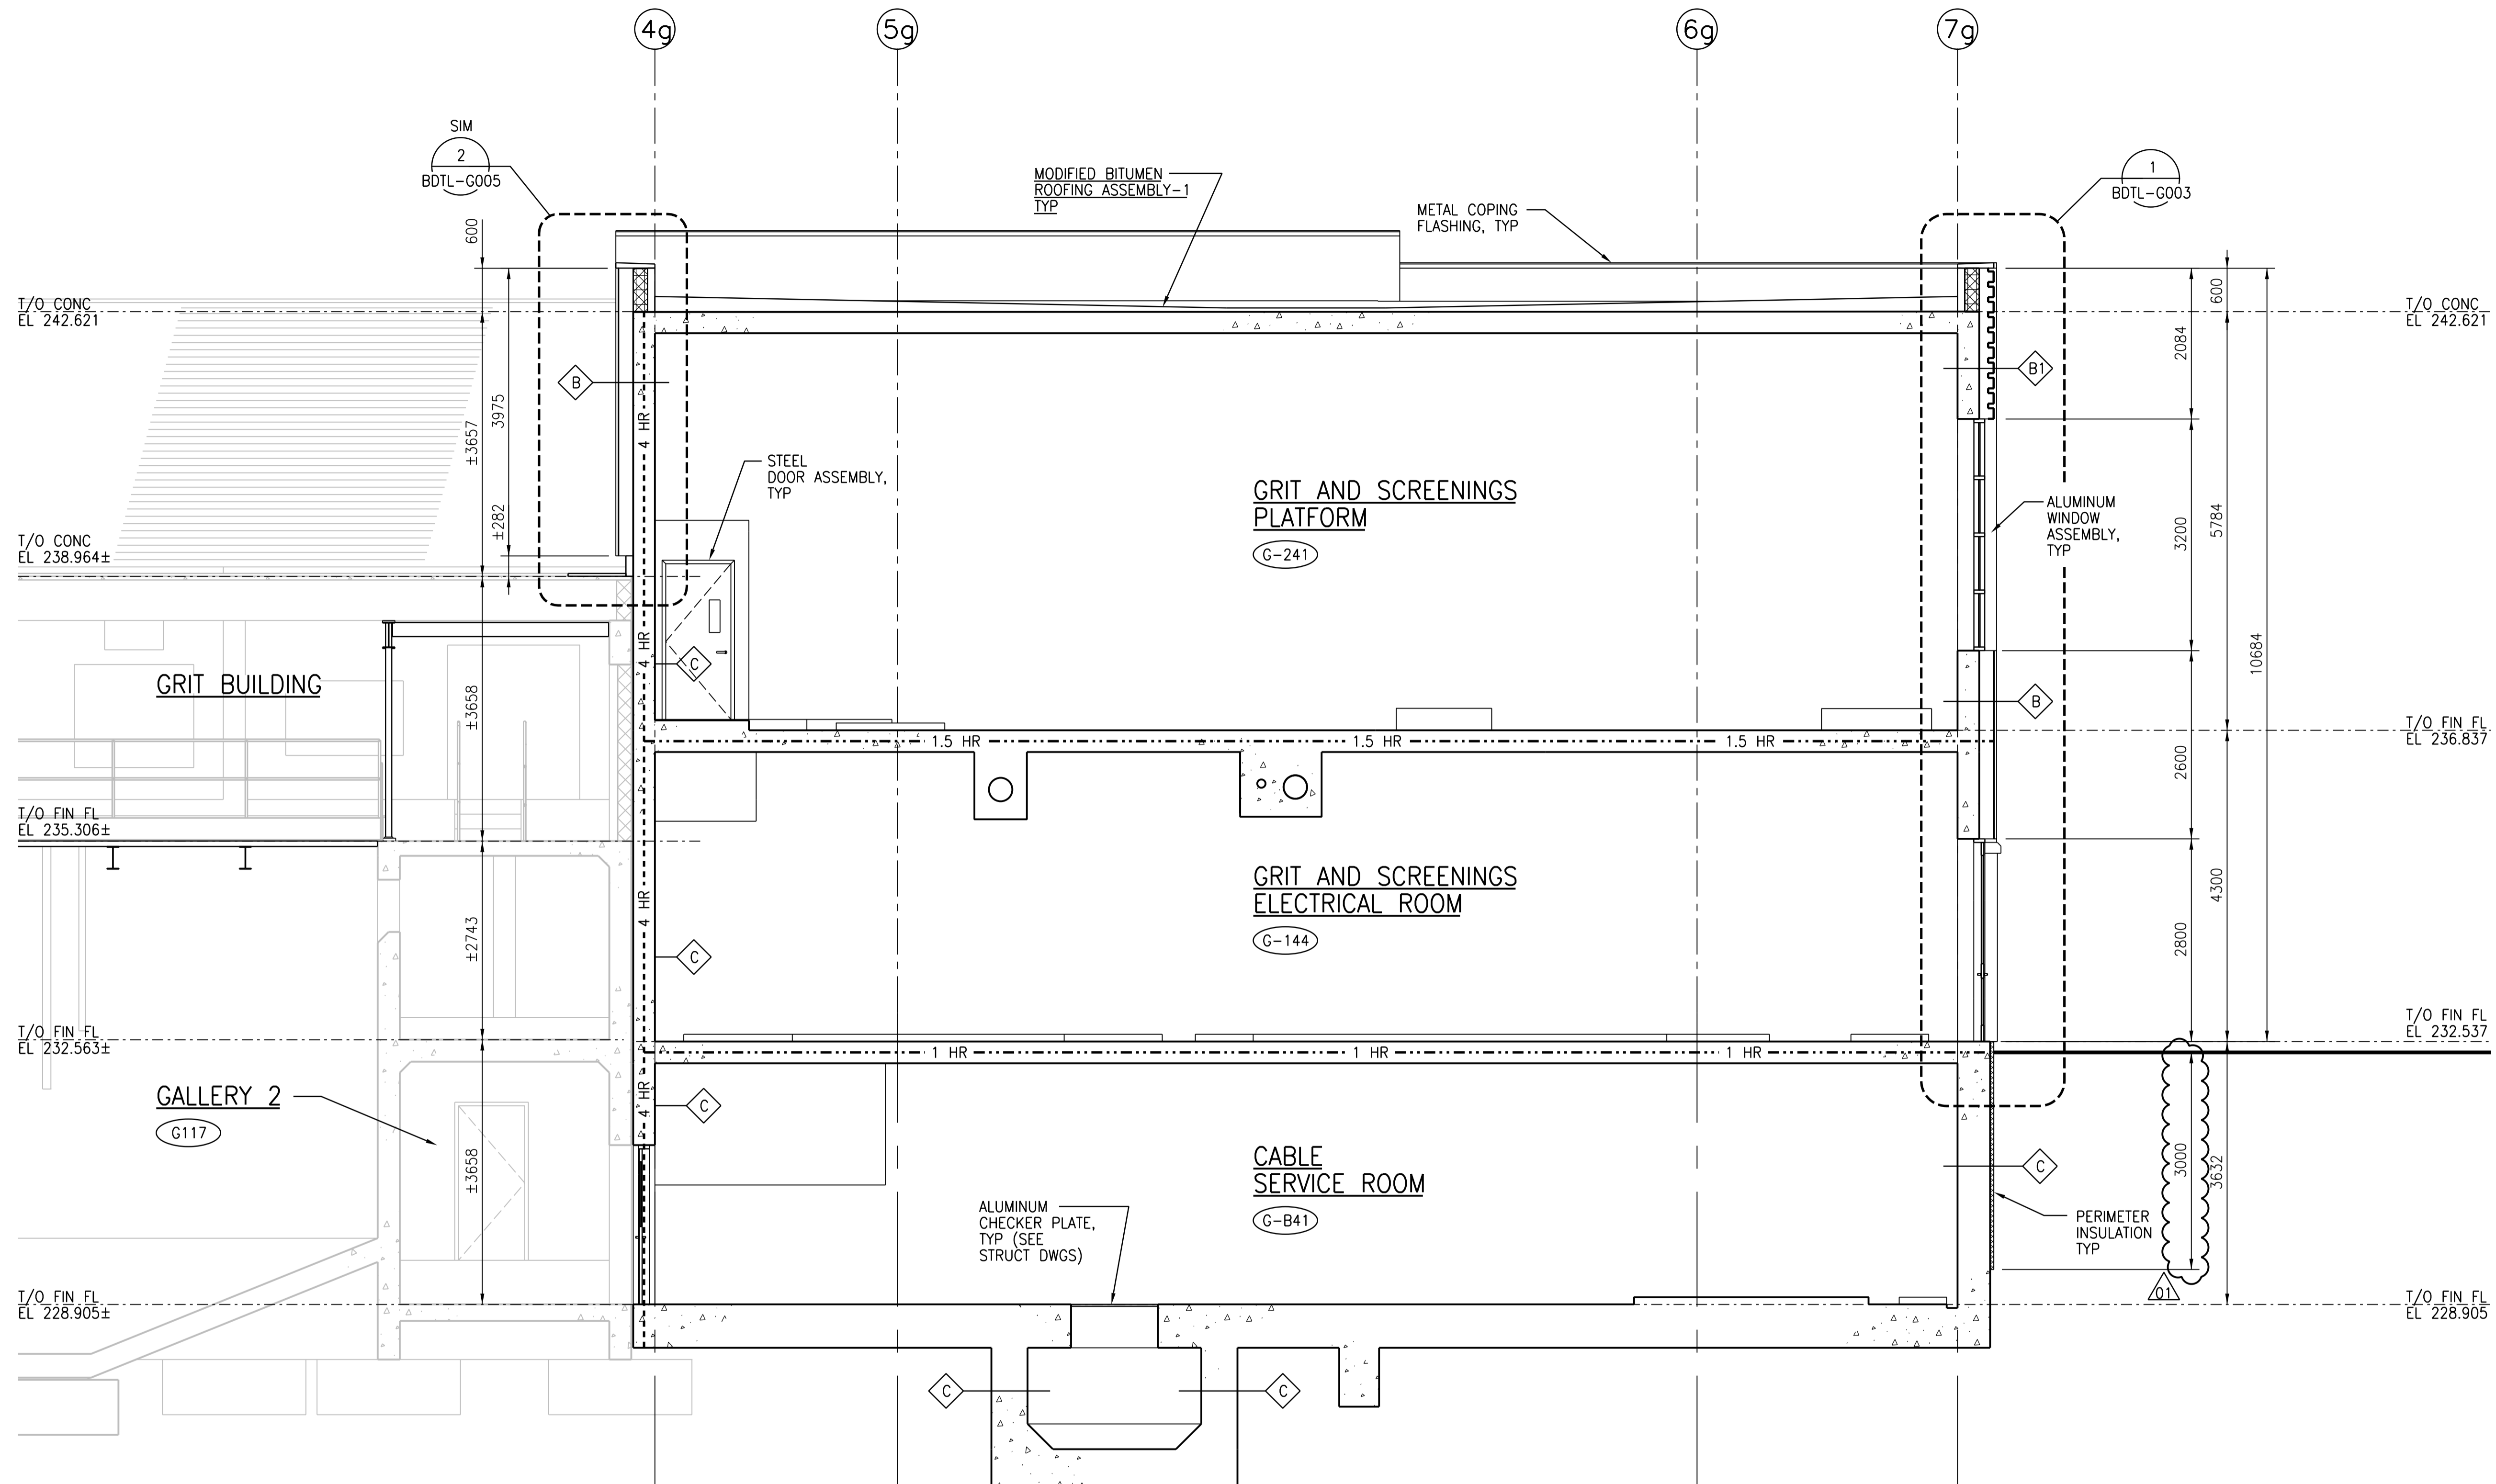 4g
5g
6g
7g
SIM
2
BDTL-G005
1
BDTL-G003
MODIFIED BITUMEN
ROOFING ASSEMBLY-1
TYP
METAL COPING
FLASHING, TYP
600
600
T/O CONC
EL 242.621
T/O CONC
EL 242.621
2084
B
B1
3975
±3657
4 HR
STEEL
DOOR ASSEMBLY,
TYP
GRIT AND SCREENINGS
PLATFORM
G-241
ALUMINUM
WINDOW
ASSEMBLY,
TYP
3200
5784
±282
T/O CONC
EL 238.964±
4 HR
C
10684
GRIT BUILDING
±3658
B
T/O FIN FL
EL 236.837
1.5 HR
1.5 HR
1.5 HR
2600
T/O FIN FL
EL 235.306±
GRIT AND SCREENINGS
ELECTRICAL ROOM
G-144
4300
4 HR
±2743
2800
C
T/O FIN FL
EL 232.563±
T/O FIN FL
EL 232.537
1 HR
1 HR
1 HR
GALLERY 2
G117
4 HR
C
±3658
CABLE
SERVICE ROOM
G-B41
C
3000
3632
ALUMINUM
CHECKER PLATE,
TYP (SEE
STRUCT DWGS)
PERIMETER
INSULATION
TYP
01
T/O FIN FL
EL 228.905±
T/O FIN FL
EL 228.905
C
C